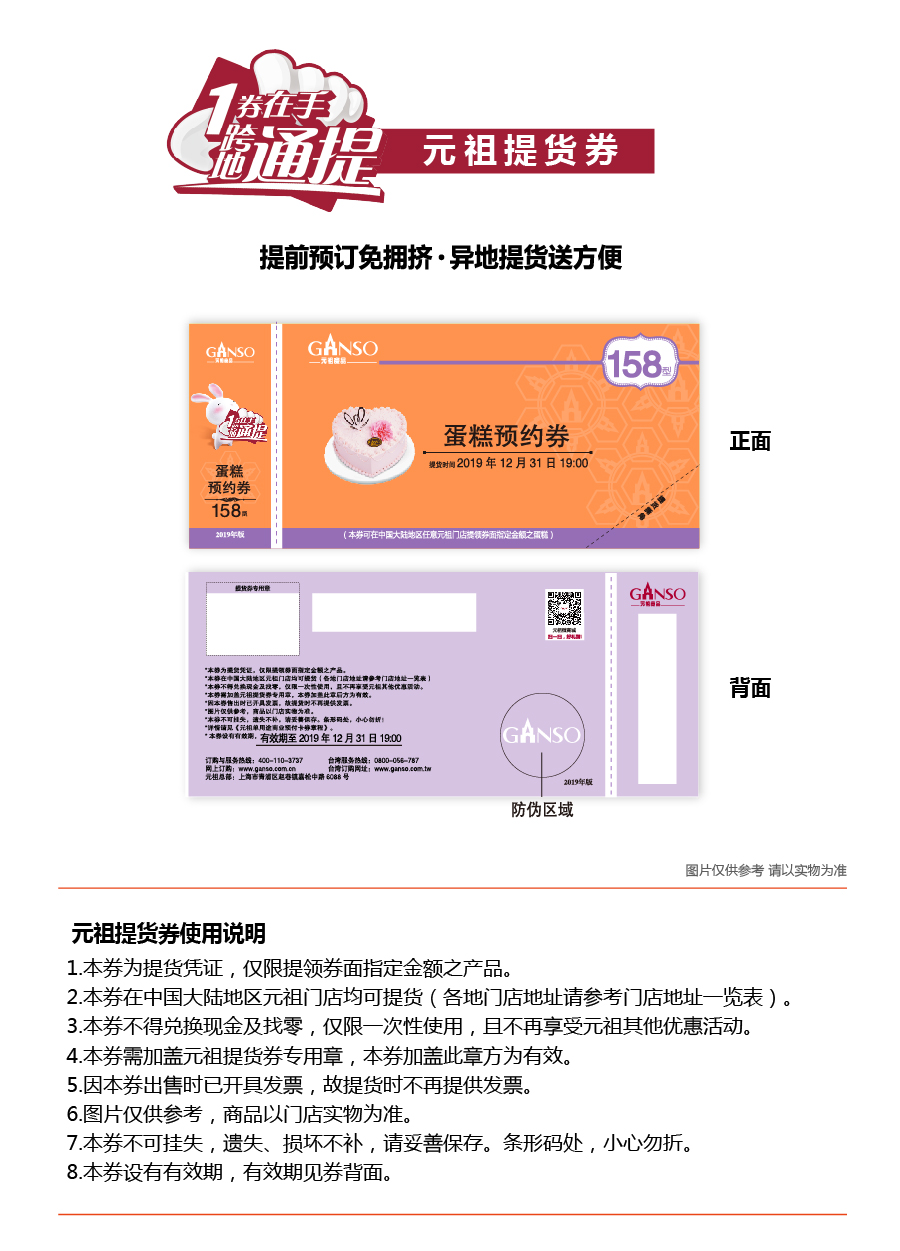 1券在手
跨地通提
元祖提货券
提前预订免拥挤·异地提货送方便
GANSO
元祖食品
1券在手
跨地通提
蛋糕
预约券
158型
2019年版
GANSO
元祖食品
158型
蛋糕预约券
提货时间 2019 年 12 月 31 日 19:00
(本券可在中国大陆地区任意元祖门店提领券面指定金额之蛋糕)
正面
提货券专用章
扫一扫，好礼翻!
GANSO
元祖食品
*本券为提货凭证，仅限提领券面指定金额之产品。
*本券在中国大陆地区元祖门店均可提货（各地门店地址请参考门店地址一览表）
*本券不得兑换现金及找零，仅限一次性使用，且不再享受元祖其他优惠活动。
*本券需加盖元祖提货券专用章，本券加盖此章后方为有效。
*因本券售出时已开具发票，故提货时不再提供发票。
*图片仅供参考，商品以门店实物为准。
*本券不可挂失，遗失不补，请妥善保存。条形码处，小心勿折!
*详情请见《元祖单用途商业预付卡券章程》。
*本券设有有效期，有效期至 2019 年 12 月 31 日 19:00
订购与服务热线：400-110-3737 台湾服务热线：0800-056-787
网上订购：www.ganso.com.cn 台湾订购网址：www.ganso.com.tw
元祖总部：上海市青浦区赵巷镇嘉松中路 6088 号
GANSO
2019年版
背面
防伪区域
图片仅供参考 请以实物为准
元祖提货券使用说明
1.本券为提货凭证，仅限提领券面指定金额之产品。
2.本券在中国大陆地区元祖门店均可提货（各地门店地址请参考门店地址一览表）。
3.本券不得兑换现金及找零，仅限一次性使用，且不再享受元祖其他优惠活动。
4.本券需加盖元祖提货券专用章，本券加盖此章方为有效。
5.因本券出售时已开具发票，故提货时不再提供发票。
6.图片仅供参考，商品以门店实物为准。
7.本券不可挂失，遗失、损坏不补，请妥善保存。条形码处，小心勿折。
8.本券设有有效期，有效期见券背面。